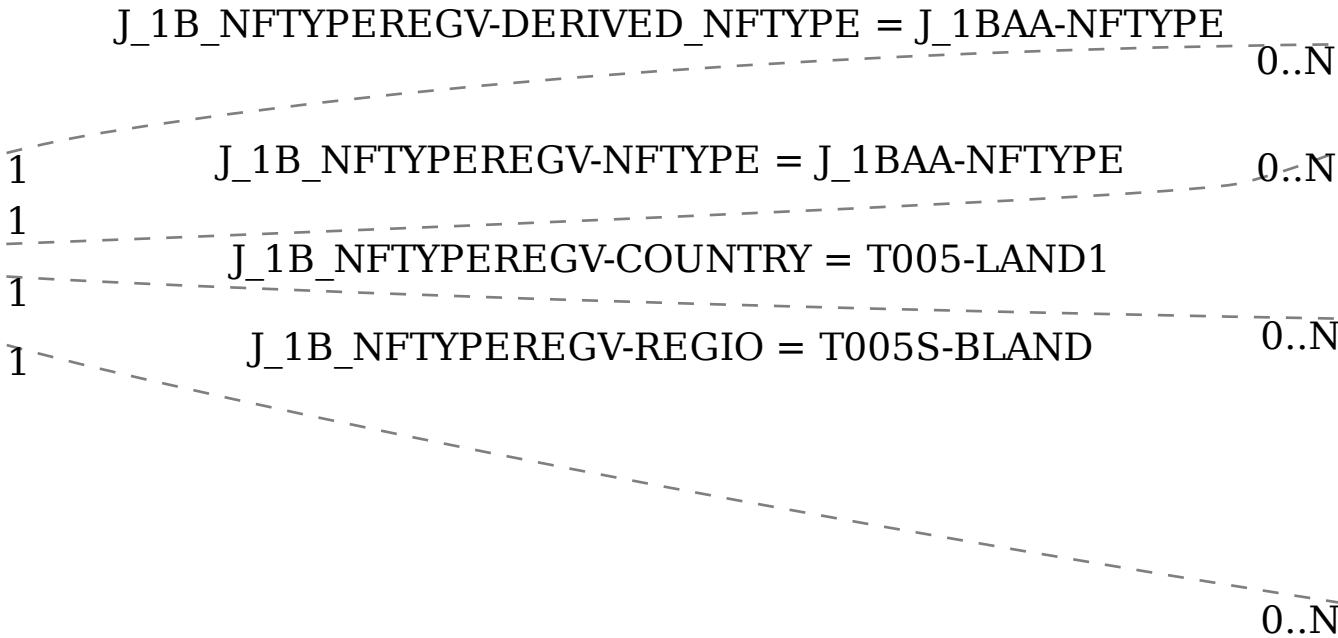 J_1B_NFTYPEREGV-DERIVED_NFTYPE = J_1BAA-NFTYPE
0..N
1
J_1B_NFTYPEREGV-NFTYPE = J_1BAA-NFTYPE
0..N
1
J_1B_NFTYPEREGV-COUNTRY = T005-LAND1
1
0..N
J_1B_NFTYPEREGV-REGIO = T005S-BLAND
1
0..N